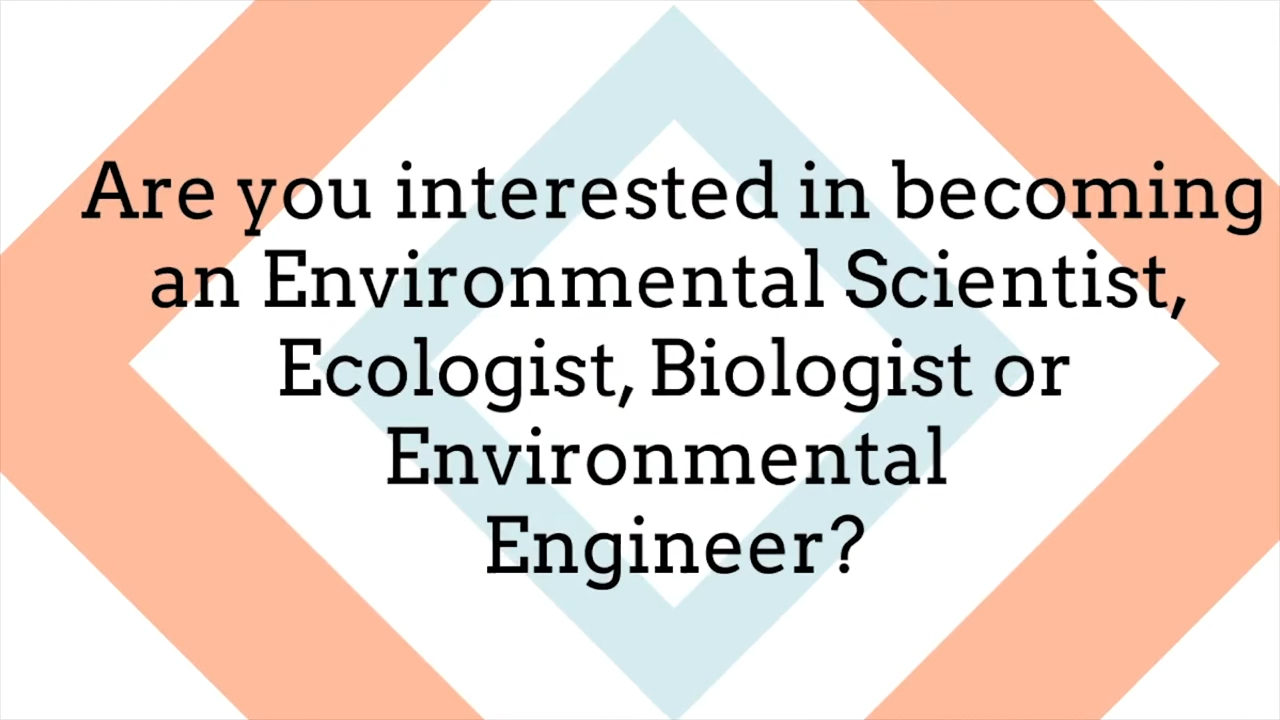 Are you interested in becoming
an Environmental Scientist,
Ecologist, Biologist or
Environmental
Engineer?